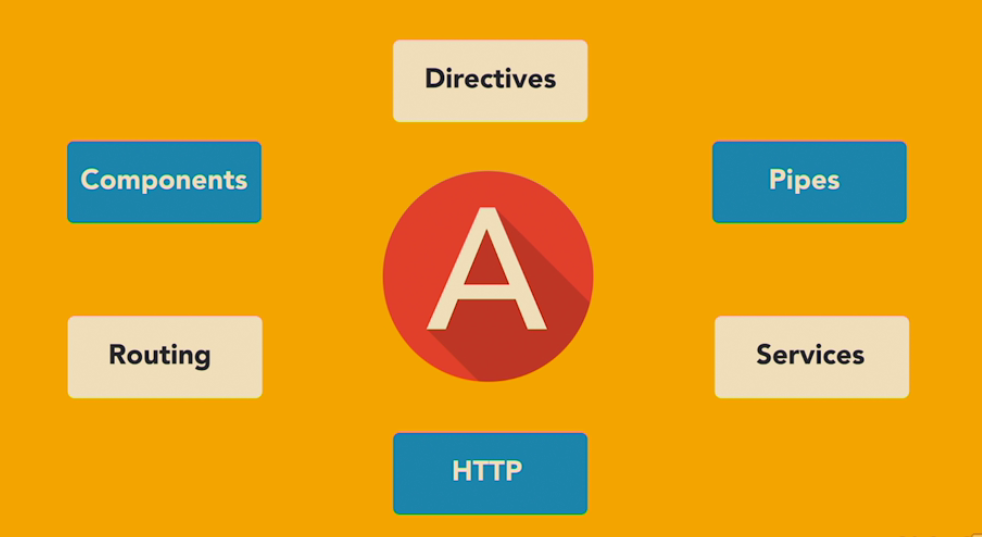 Directives
Components
Pipes
A
Routing
Services
HTTP